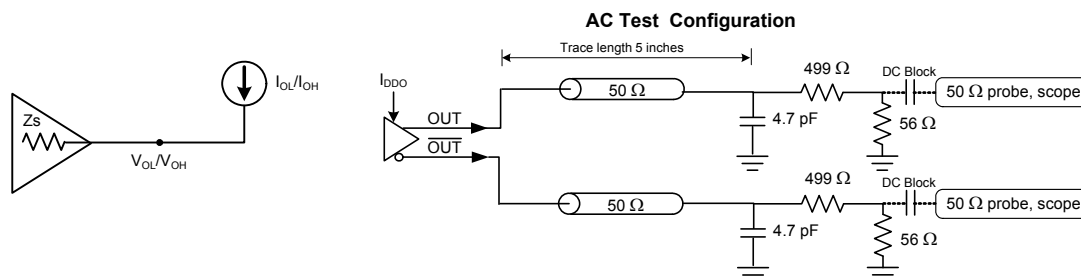 AC Test Configuration
Trace length 5 inches
I_OL/I_OH
Zs
V_OL/V_OH
I_DDO
OUT
O̅U̅T̅
50 Ω
4.7 pF
499 Ω
DC Block
56 Ω
50 Ω probe, scope
50 Ω
4.7 pF
499 Ω
DC Block
56 Ω
50 Ω probe, scope